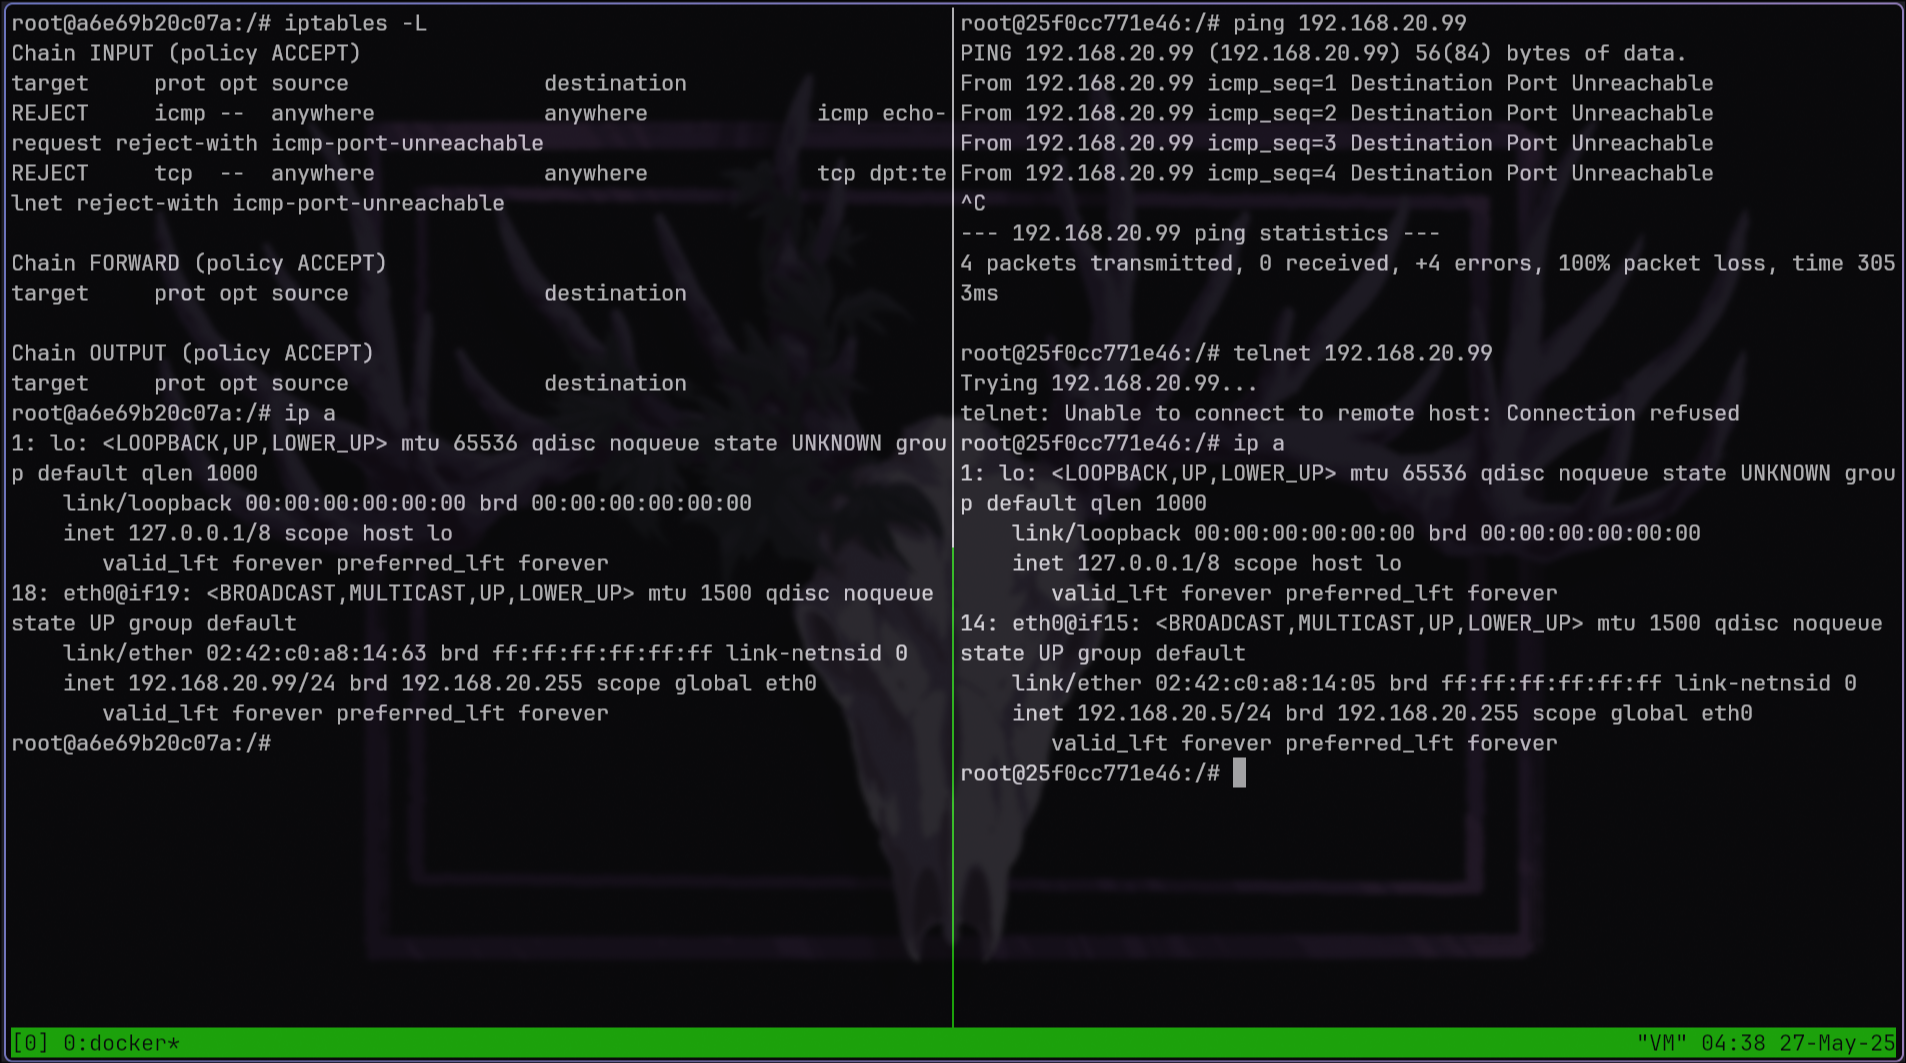 root@a6e69b20c07a:/# iptables -L
Chain INPUT (policy ACCEPT)
target     prot opt source               destination
REJECT     icmp --  anywhere             anywhere             icmp echo-
request reject-with icmp-port-unreachable
REJECT     tcp  --  anywhere             anywhere             tcp dpt:te
lnet reject-with icmp-port-unreachable

Chain FORWARD (policy ACCEPT)
target     prot opt source               destination

Chain OUTPUT (policy ACCEPT)
target     prot opt source               destination
root@a6e69b20c07a:/# ip a
1: lo: <LOOPBACK,UP,LOWER_UP> mtu 65536 qdisc noqueue state UNKNOWN grou
p default qlen 1000
    link/loopback 00:00:00:00:00:00 brd 00:00:00:00:00:00
    inet 127.0.0.1/8 scope host lo
       valid_lft forever preferred_lft forever
18: eth0@if19: <BROADCAST,MULTICAST,UP,LOWER_UP> mtu 1500 qdisc noqueue
state UP group default
    link/ether 02:42:c0:a8:14:63 brd ff:ff:ff:ff:ff:ff link-netnsid 0
    inet 192.168.20.99/24 brd 192.168.20.255 scope global eth0
       valid_lft forever preferred_lft forever
root@a6e69b20c07a:/#
root@25f0cc771e46:/# ping 192.168.20.99
PING 192.168.20.99 (192.168.20.99) 56(84) bytes of data.
From 192.168.20.99 icmp_seq=1 Destination Port Unreachable
From 192.168.20.99 icmp_seq=2 Destination Port Unreachable
From 192.168.20.99 icmp_seq=3 Destination Port Unreachable
From 192.168.20.99 icmp_seq=4 Destination Port Unreachable
^C
--- 192.168.20.99 ping statistics ---
4 packets transmitted, 0 received, +4 errors, 100% packet loss, time 305
3ms

root@25f0cc771e46:/# telnet 192.168.20.99
Trying 192.168.20.99...
telnet: Unable to connect to remote host: Connection refused
root@25f0cc771e46:/# ip a
1: lo: <LOOPBACK,UP,LOWER_UP> mtu 65536 qdisc noqueue state UNKNOWN grou
p default qlen 1000
    link/loopback 00:00:00:00:00:00 brd 00:00:00:00:00:00
    inet 127.0.0.1/8 scope host lo
       valid_lft forever preferred_lft forever
14: eth0@if15: <BROADCAST,MULTICAST,UP,LOWER_UP> mtu 1500 qdisc noqueue
state UP group default
    link/ether 02:42:c0:a8:14:05 brd ff:ff:ff:ff:ff:ff link-netnsid 0
    inet 192.168.20.5/24 brd 192.168.20.255 scope global eth0
       valid_lft forever preferred_lft forever
root@25f0cc771e46:/#
[0] 0:docker*
"VM" 04:38 27-May-25